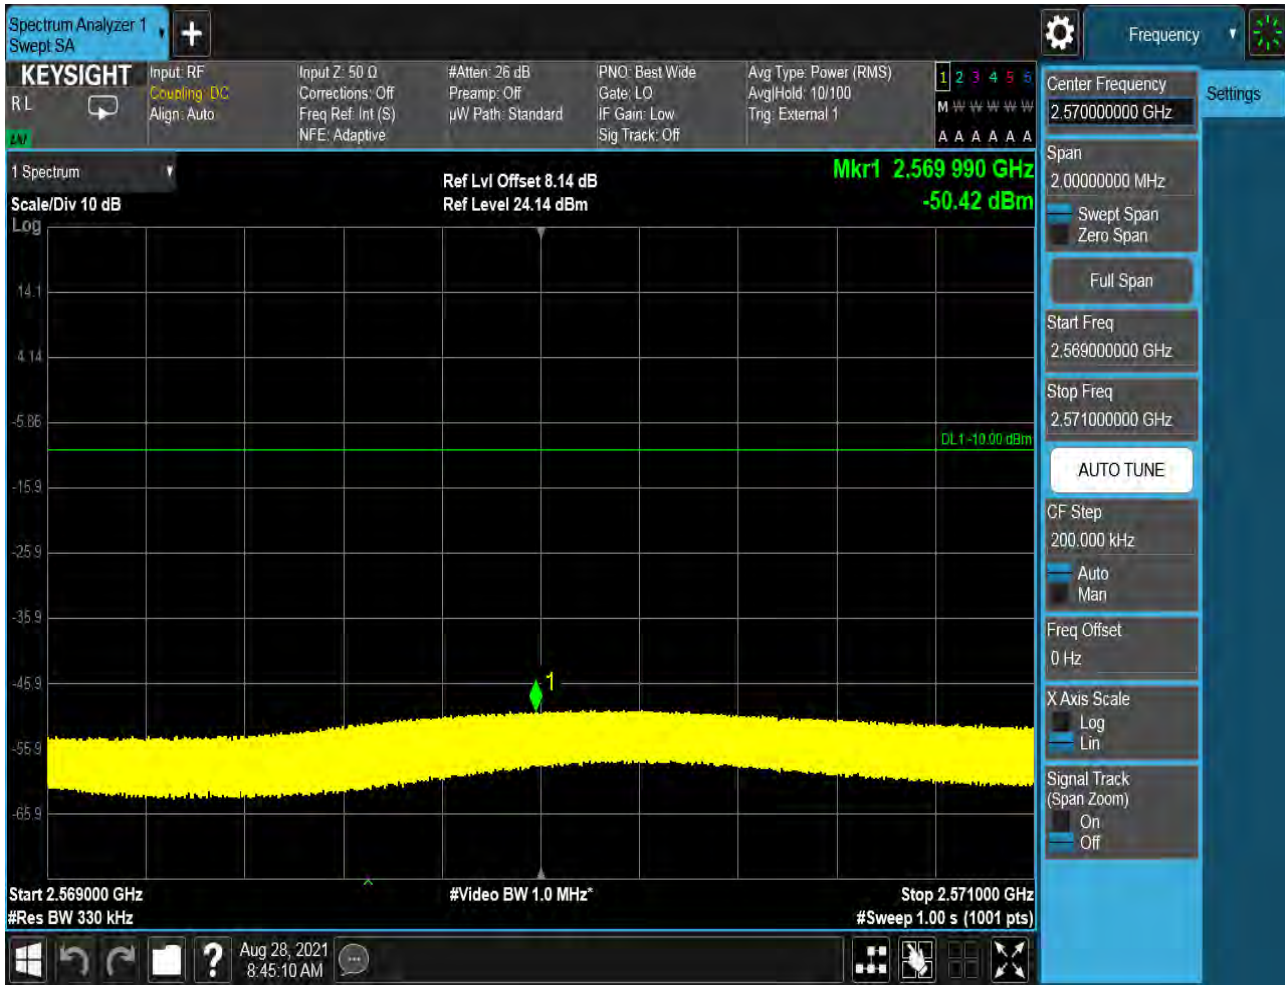 Spectrum Analyzer 1
Swept SA
+
Frequency
KEYSIGHT
R L
LNI
Input: RF
Coupling: DC
Align: Auto
Input Z: 50 Ω
Corrections: Off
Freq Ref: Int (S)
NFE: Adaptive
#Atten: 26 dB
Preamp: Off
µW Path: Standard
PNO: Best Wide
Gate: LO
IF Gain: Low
Sig Track: Off
Avg Type: Power (RMS)
Avg|Hold: 10/100
Trig: External 1
1 2 3 4 5 6
M W W W W W
A A A A A A
1 Spectrum
Scale/Div 10 dB
Log
Ref Lvl Offset 8.14 dB
Ref Level 24.14 dBm
Mkr1 2.569 990 GHz
-50.42 dBm
14.1
4.14
-5.86
DL1 -10.00 dBm
-15.9
-25.9
-35.9
-45.9
1
-55.9
-65.9
Start 2.569000 GHz
#Res BW 330 kHz
#Video BW 1.0 MHz*
Stop 2.571000 GHz
#Sweep 1.00 s (1001 pts)
Center Frequency
2.570000000 GHz
Span
2.00000000 MHz
Swept Span
Zero Span
Full Span
Start Freq
2.569000000 GHz
Stop Freq
2.571000000 GHz
AUTO TUNE
CF Step
200.000 kHz
Auto
Man
Freq Offset
0 Hz
X Axis Scale
Log
Lin
Signal Track
(Span Zoom)
On
Off
Settings
?
Aug 28, 2021
8:45:10 AM